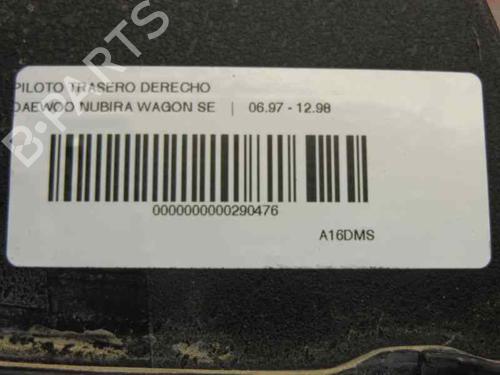 PILOTO TRASERO DERECHO
DAEWOO NUBIRA WAGON SE | 06.97 - 12.98
0000000000290476
A16DMS
B-PARTS